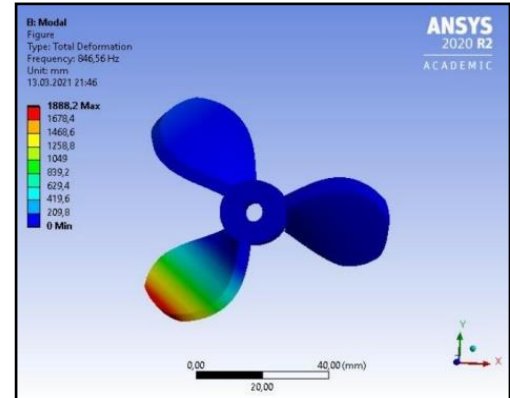 B: Modal
Figure
Type: Total Deformation
Frequency: 846,56 Hz
Unit: mm
13.03.2021 21:46
1888,2 Max
1678,4
1468,6
1258,8
1049
839,2
629,4
419,6
209,8
0 Min
ANSYS
2020 R2
ACADEMIC
Y
X
0,00 40,00 (mm)
20,00